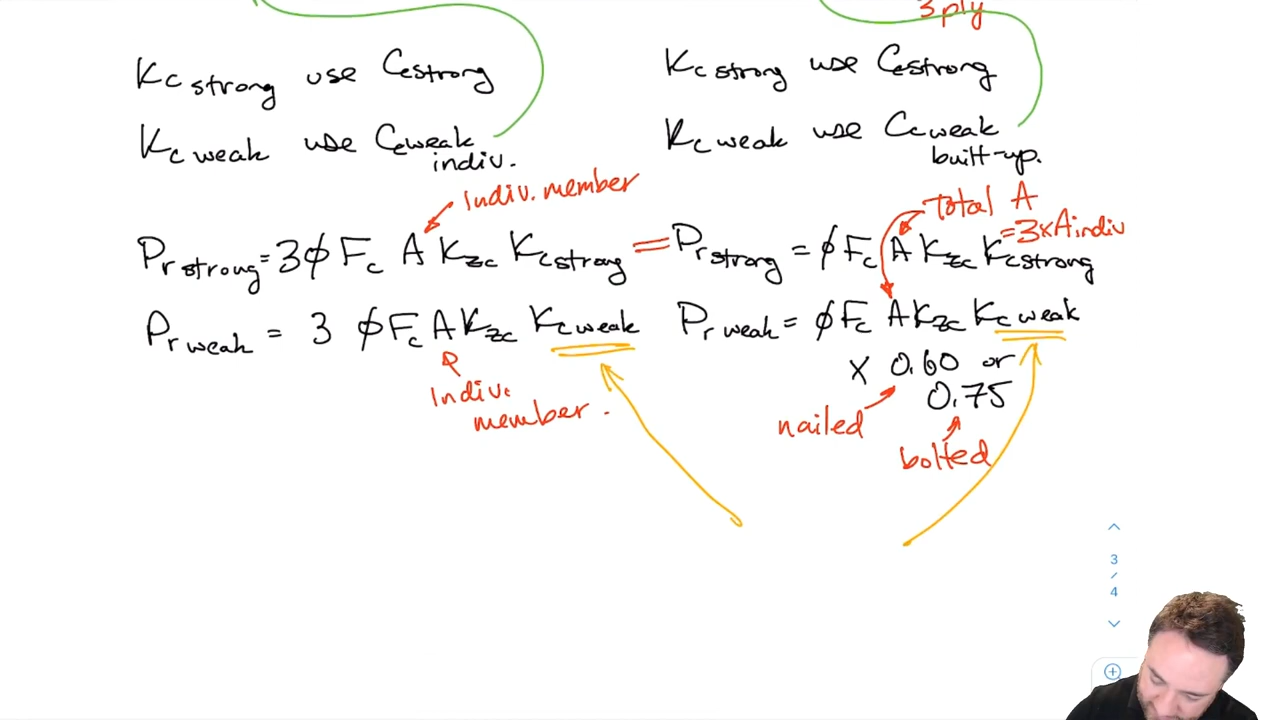 3 ply
Kc strong use Cc strong
Kc weak use Cc weak
indiv.
Indiv. member
Pr strong = 3 ϕ Fc A Kzc Kc strong =
Pr weak = 3 ϕ Fc A Kzc Kc weak
Indiv.
member.
Kc strong use Cc strong
Kc weak use Cc weak
built-up.
Total A
= 3 x A indiv
Pr strong = ϕ Fc A Kzc Kc strong
Pr weak = ϕ Fc A Kzc Kc weak
x 0.60 or
0.75
nailed
bolted
3
/
4